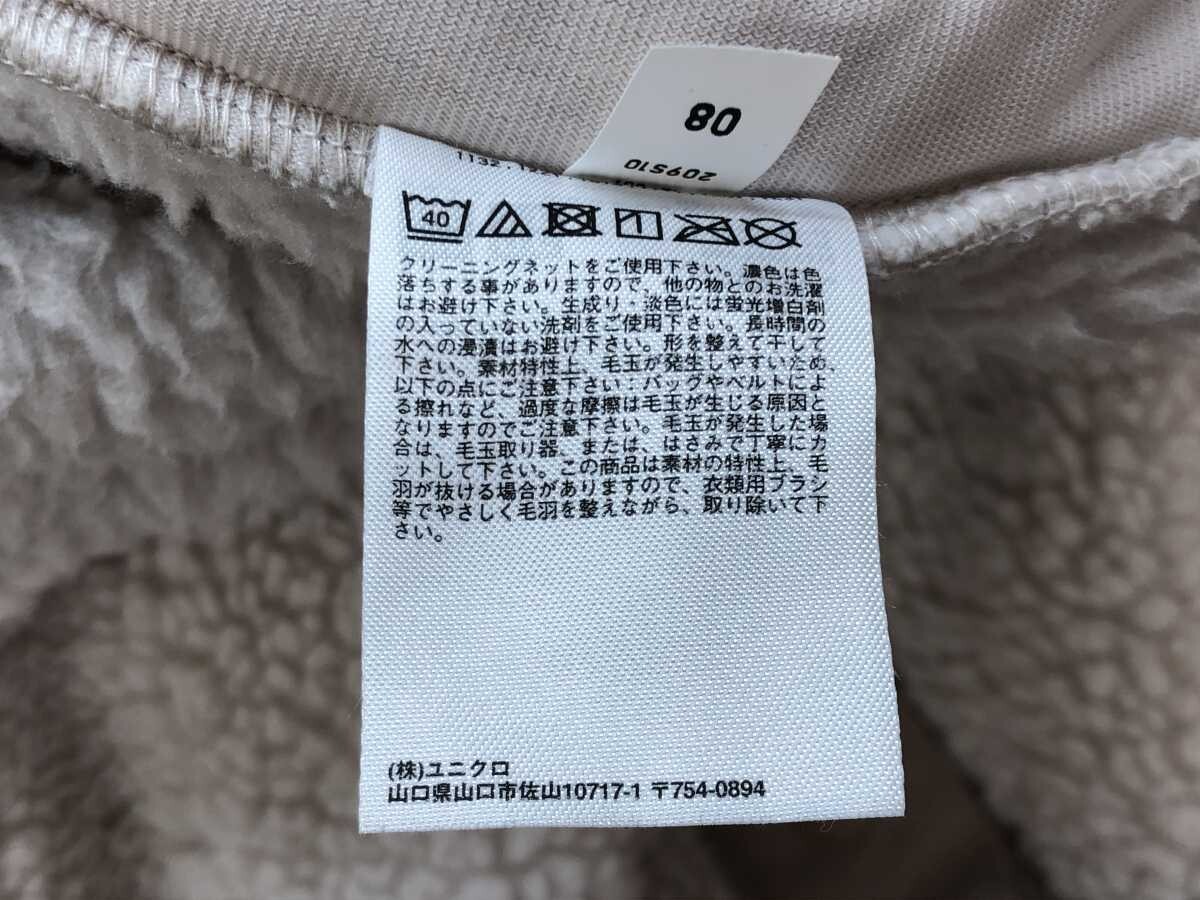 08
209S10
40
クリーニングネットをご使用下さい。濃色は色
落ちする事がありますので、他の物とのお洗濯
はお避け下さい。生成り・淡色には蛍光増白剤
の入っていない洗剤をご使用下さい。長時間の
水への浸漬はお避け下さい。形を整えて干して
下さい。素材特性上、毛玉が発生しやすいため、
以下の点にご注意下さい:バッグやベルトによ
る擦れなど、過度な摩擦は毛玉が生じる原因と
なりますのでご注意下さい。毛玉が発生した場
合は、毛玉取り器、または、はさみで丁寧にカ
ットして下さい。この商品は素材の特性上、毛
羽が抜ける場合がありますので、衣類用ブラシ
等でやさしく毛羽を整えながら、取り除いて下
さい。
(株)ユニクロ
山口県山口市佐山10717-1 〒754-0894